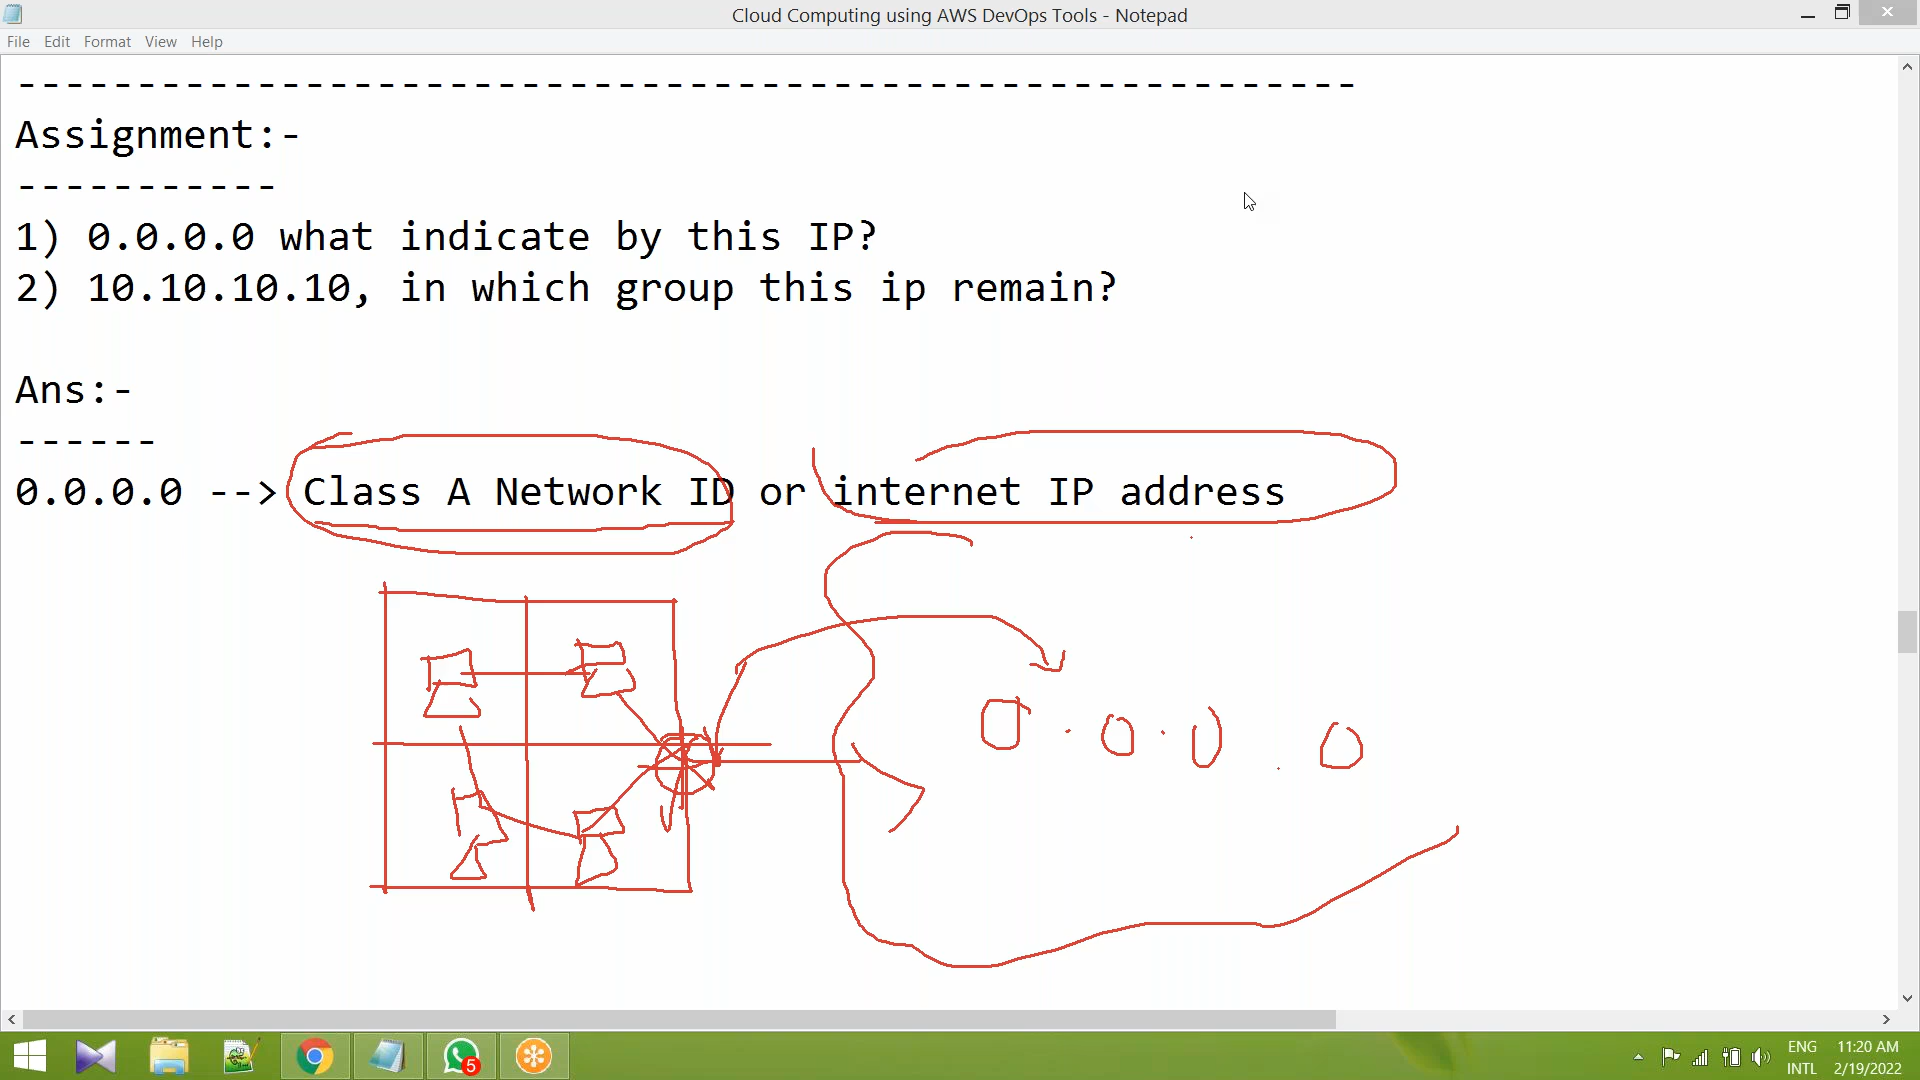 Cloud Computing using AWS DevOps Tools - Notepad
File Edit Format View Help
--------------------------------------------------------
Assignment:-
-----------
1) 0.0.0.0 what indicate by this IP?
2) 10.10.10.10, in which group this ip remain?
Ans:-
------
0.0.0.0 --> Class A Network ID or internet IP address
0.0.0.0
5
ENG 11:20 AM
INTL 2/19/2022